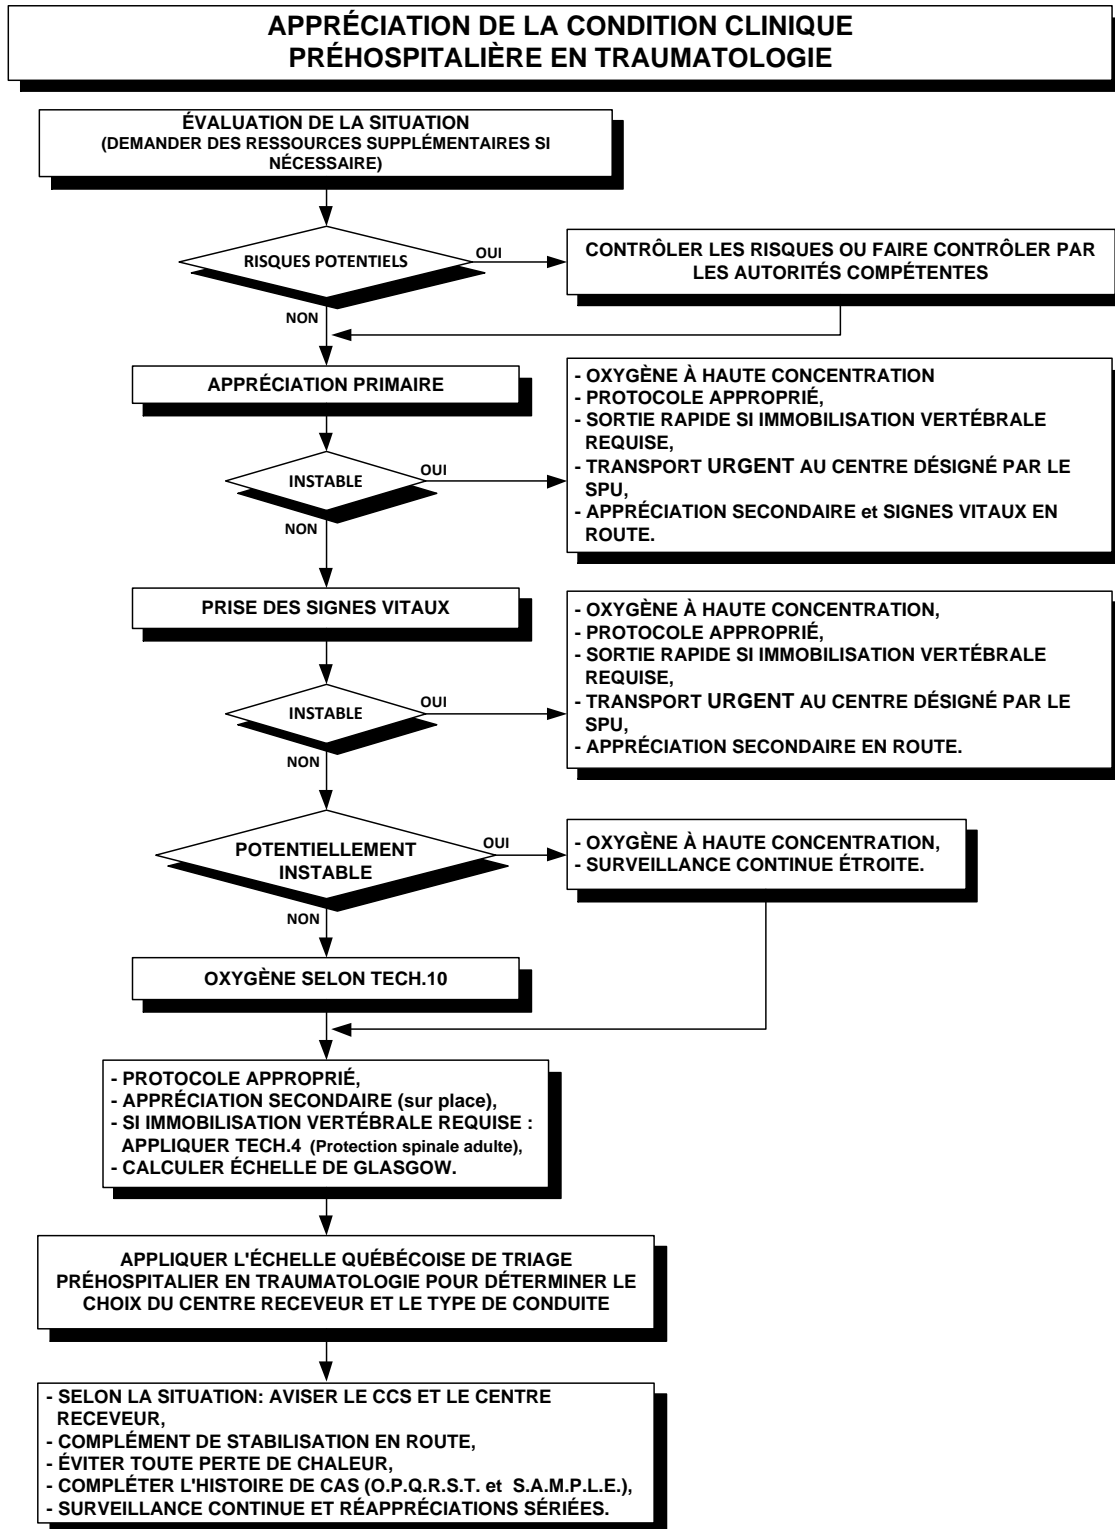 APPRÉCIATION DE LA CONDITION CLINIQUE
PRÉHOSPITALIÈRE EN TRAUMATOLOGIE
ÉVALUATION DE LA SITUATION
(DEMANDER DES RESSOURCES SUPPLÉMENTAIRES SI
NÉCESSAIRE)
RISQUES POTENTIELS
OUI
CONTRÔLER LES RISQUES OU FAIRE CONTRÔLER PAR
LES AUTORITÉS COMPÉTENTES
NON
APPRÉCIATION PRIMAIRE
INSTABLE
OUI
- OXYGÈNE À HAUTE CONCENTRATION
- PROTOCOLE APPROPRIÉ,
- SORTIE RAPIDE SI IMMOBILISATION VERTÉBRALE
REQUISE,
- TRANSPORT URGENT AU CENTRE DÉSIGNÉ PAR LE
SPU,
- APPRÉCIATION SECONDAIRE et SIGNES VITAUX EN
ROUTE.
NON
PRISE DES SIGNES VITAUX
INSTABLE
OUI
- OXYGÈNE À HAUTE CONCENTRATION,
- PROTOCOLE APPROPRIÉ,
- SORTIE RAPIDE SI IMMOBILISATION VERTÉBRALE
REQUISE,
- TRANSPORT URGENT AU CENTRE DÉSIGNÉ PAR LE
SPU,
- APPRÉCIATION SECONDAIRE EN ROUTE.
NON
POTENTIELLEMENT
INSTABLE
OUI
- OXYGÈNE À HAUTE CONCENTRATION,
- SURVEILLANCE CONTINUE ÉTROITE.
NON
OXYGÈNE SELON TECH.10
- PROTOCOLE APPROPRIÉ,
- APPRÉCIATION SECONDAIRE (sur place),
- SI IMMOBILISATION VERTÉBRALE REQUISE :
APPLIQUER TECH.4 (Protection spinale adulte),
- CALCULER ÉCHELLE DE GLASGOW.
APPLIQUER L'ÉCHELLE QUÉBÉCOISE DE TRIAGE
PRÉHOSPITALIER EN TRAUMATOLOGIE POUR DÉTERMINER LE
CHOIX DU CENTRE RECEVEUR ET LE TYPE DE CONDUITE
- SELON LA SITUATION: AVISER LE CCS ET LE CENTRE
RECEVEUR,
- COMPLÉMENT DE STABILISATION EN ROUTE,
- ÉVITER TOUTE PERTE DE CHALEUR,
- COMPLÉTER L'HISTOIRE DE CAS (O.P.Q.R.S.T. et S.A.M.P.L.E.),
- SURVEILLANCE CONTINUE ET RÉAPPRÉCIATIONS SÉRIÉES.